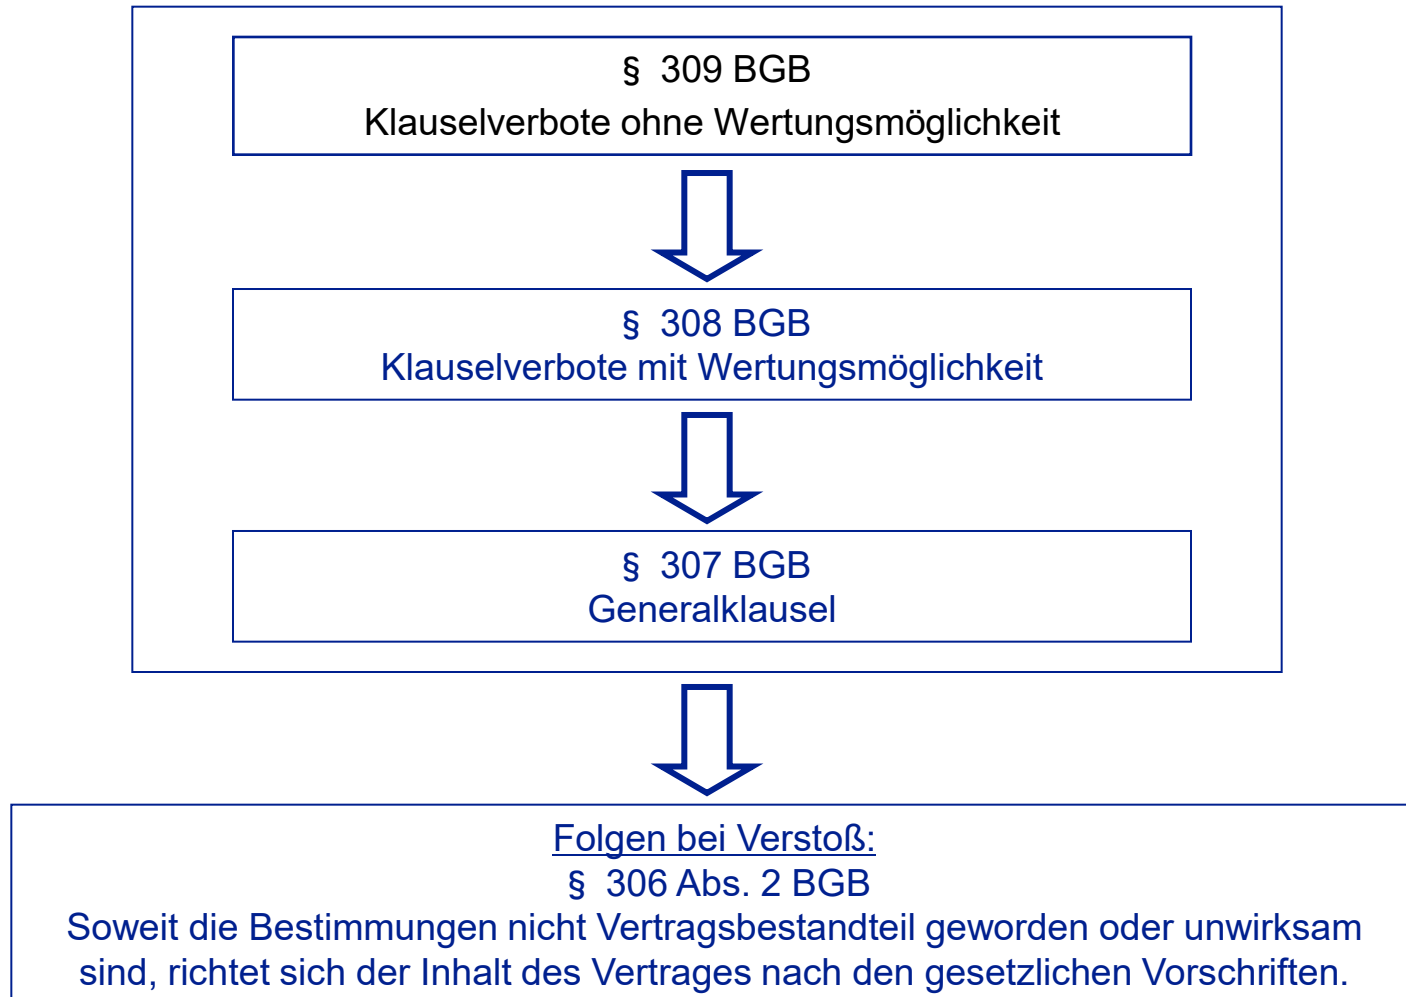 § 309 BGB
Klauselverbote ohne Wertungsmöglichkeit
§ 308 BGB
Klauselverbote mit Wertungsmöglichkeit
§ 307 BGB
Generalklausel
Folgen bei Verstoß:
§ 306 Abs. 2 BGB
Soweit die Bestimmungen nicht Vertragsbestandteil geworden oder unwirksam
sind, richtet sich der Inhalt des Vertrages nach den gesetzlichen Vorschriften.